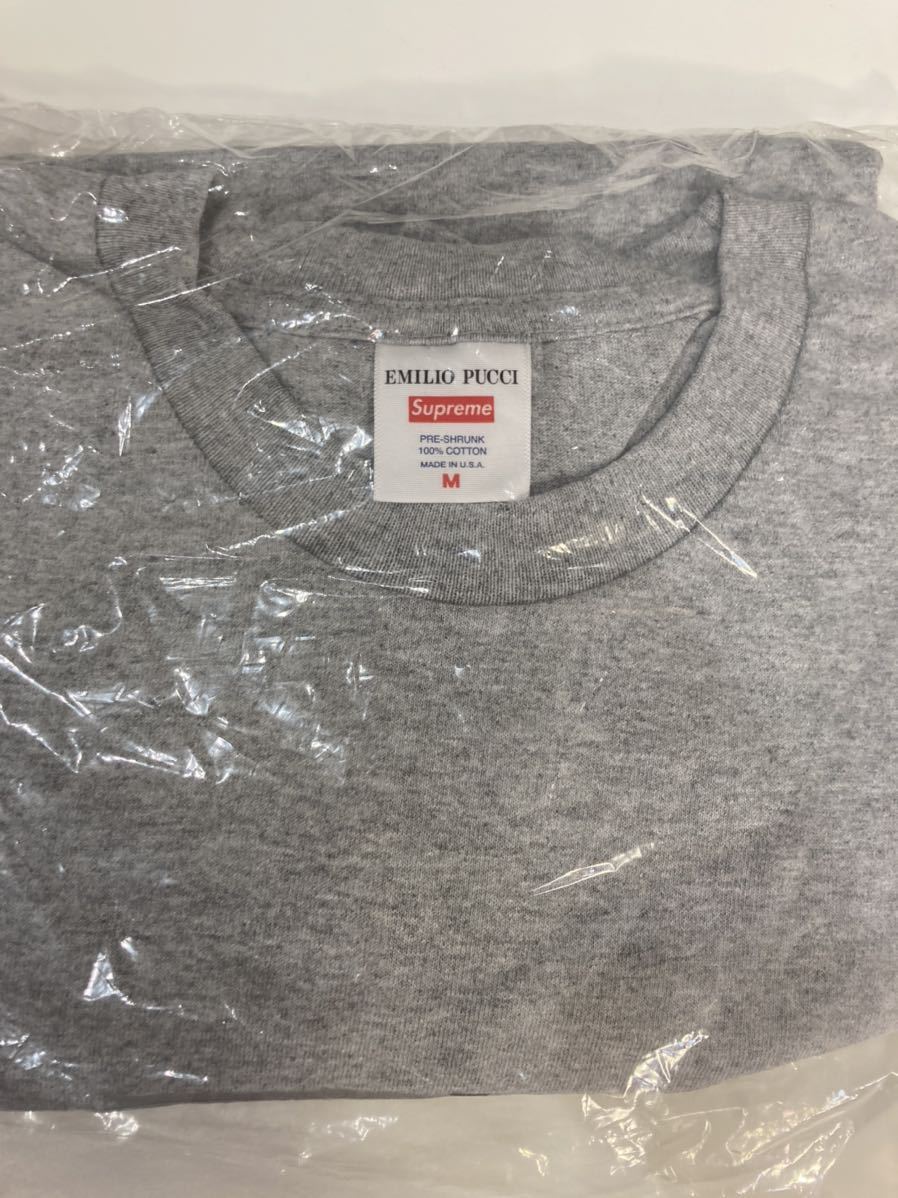 EMILIO PUCCI
Supreme
PRE-SHRUNK
100% COTTON
MADE IN U.S.A.
M